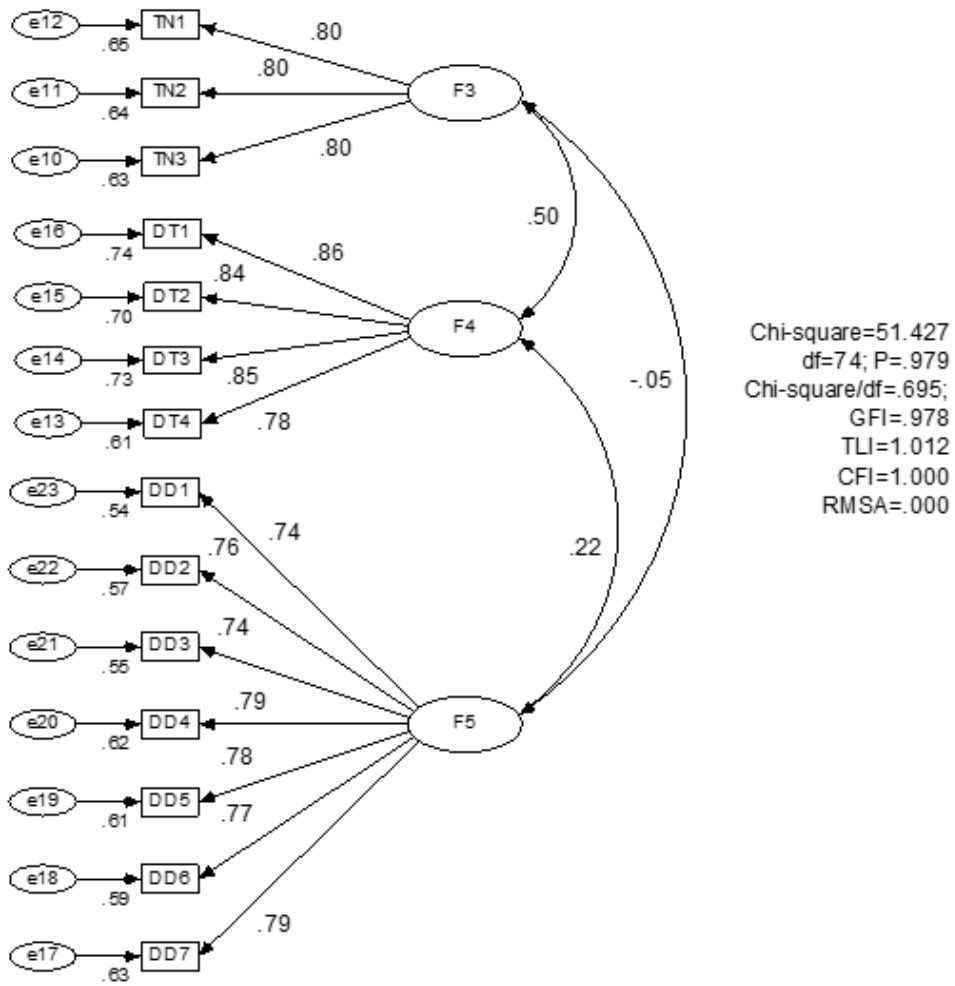 e12
TN1
.65
.80
e11
TN2
.64
.80
F3
e10
TN3
.63
.80
e16
DT1
.74
.86
.50
e15
DT2
.70
.84
F4
e14
DT3
.73
.85
e13
DT4
.61
.78
-.05
Chi-square=51.427
df=74; P=.979
Chi-square/df=.695;
GFI=.978
TLI=1.012
CFI=1.000
RMSA=.000
e23
DD1
.54
.74
e22
DD2
.57
.76
.22
e21
DD3
.55
.74
e20
DD4
.62
.79
F5
e19
DD5
.61
.78
e18
DD6
.59
.77
e17
DD7
.63
.79